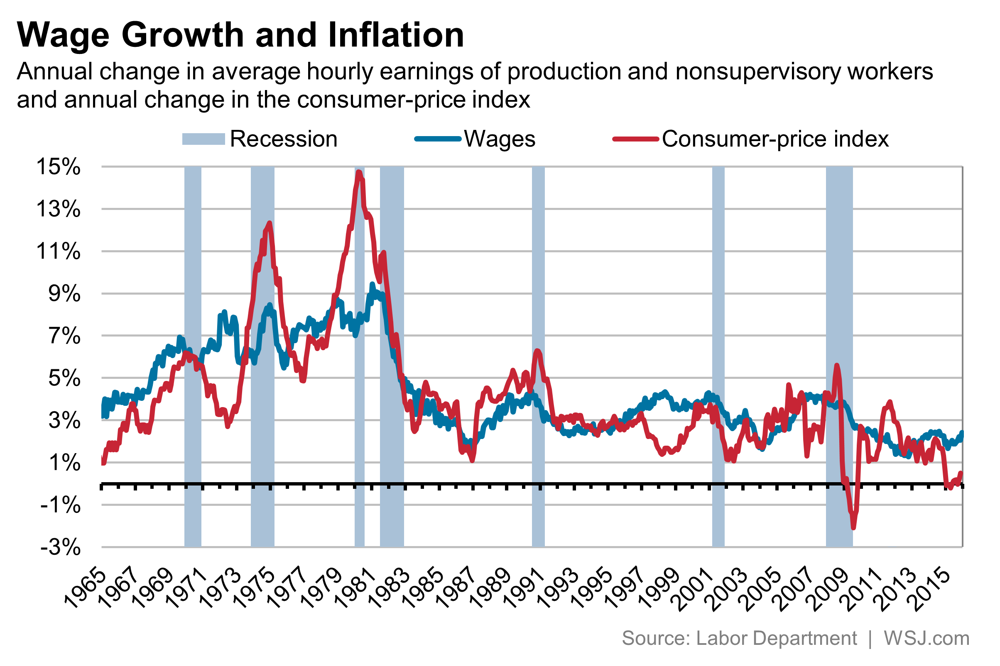 Wage Growth and Inflation
Annual change in average hourly earnings of production and nonsupervisory workers
and annual change in the consumer-price index
Recession Wages Consumer-price index
15%
13%
11%
9%
7%
5%
3%
1%
-1%
-3%
1965 1967 1969 1971 1973 1975 1977 1979 1981 1983 1985 1987 1989 1991 1993 1995 1997 1999 2001 2003 2005 2007 2009 2011 2013 2015
Source: Labor Department | WSJ.com